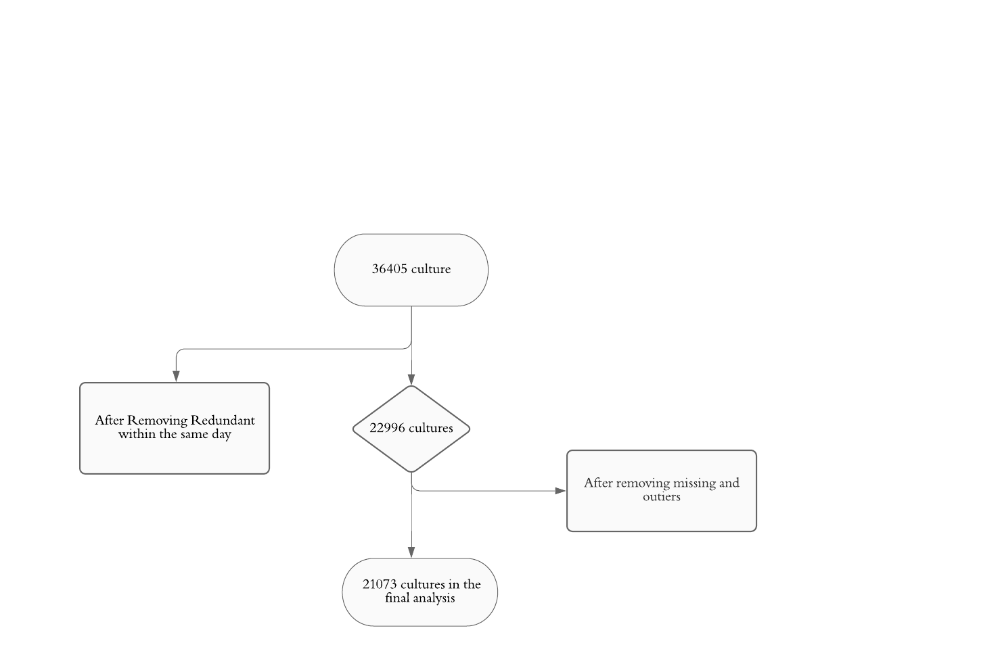 36405 culture
After Removing Redundant
within the same day
22996 cultures
After removing missing and
outiers
21073 cultures in the
final analysis